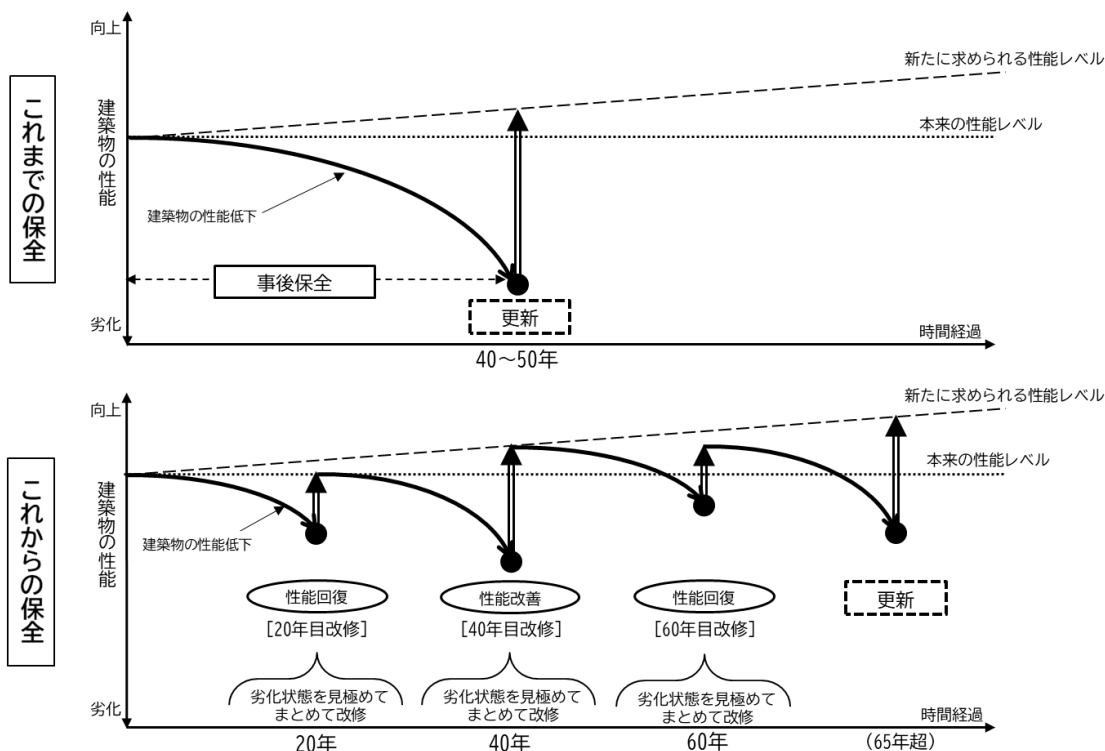 これまでの保全
向上
建築物の性能
劣化
新たに求められる性能レベル
本来の性能レベル
建築物の性能低下
事後保全
更新
時間経過
40～50年
これからの保全
向上
建築物の性能
劣化
新たに求められる性能レベル
本来の性能レベル
建築物の性能低下
性能回復
性能改善
性能回復
更新
[20年目改修]
[40年目改修]
[60年目改修]
劣化状態を見極めて
まとめて改修
劣化状態を見極めて
まとめて改修
劣化状態を見極めて
まとめて改修
時間経過
20年
40年
60年
(65年超)